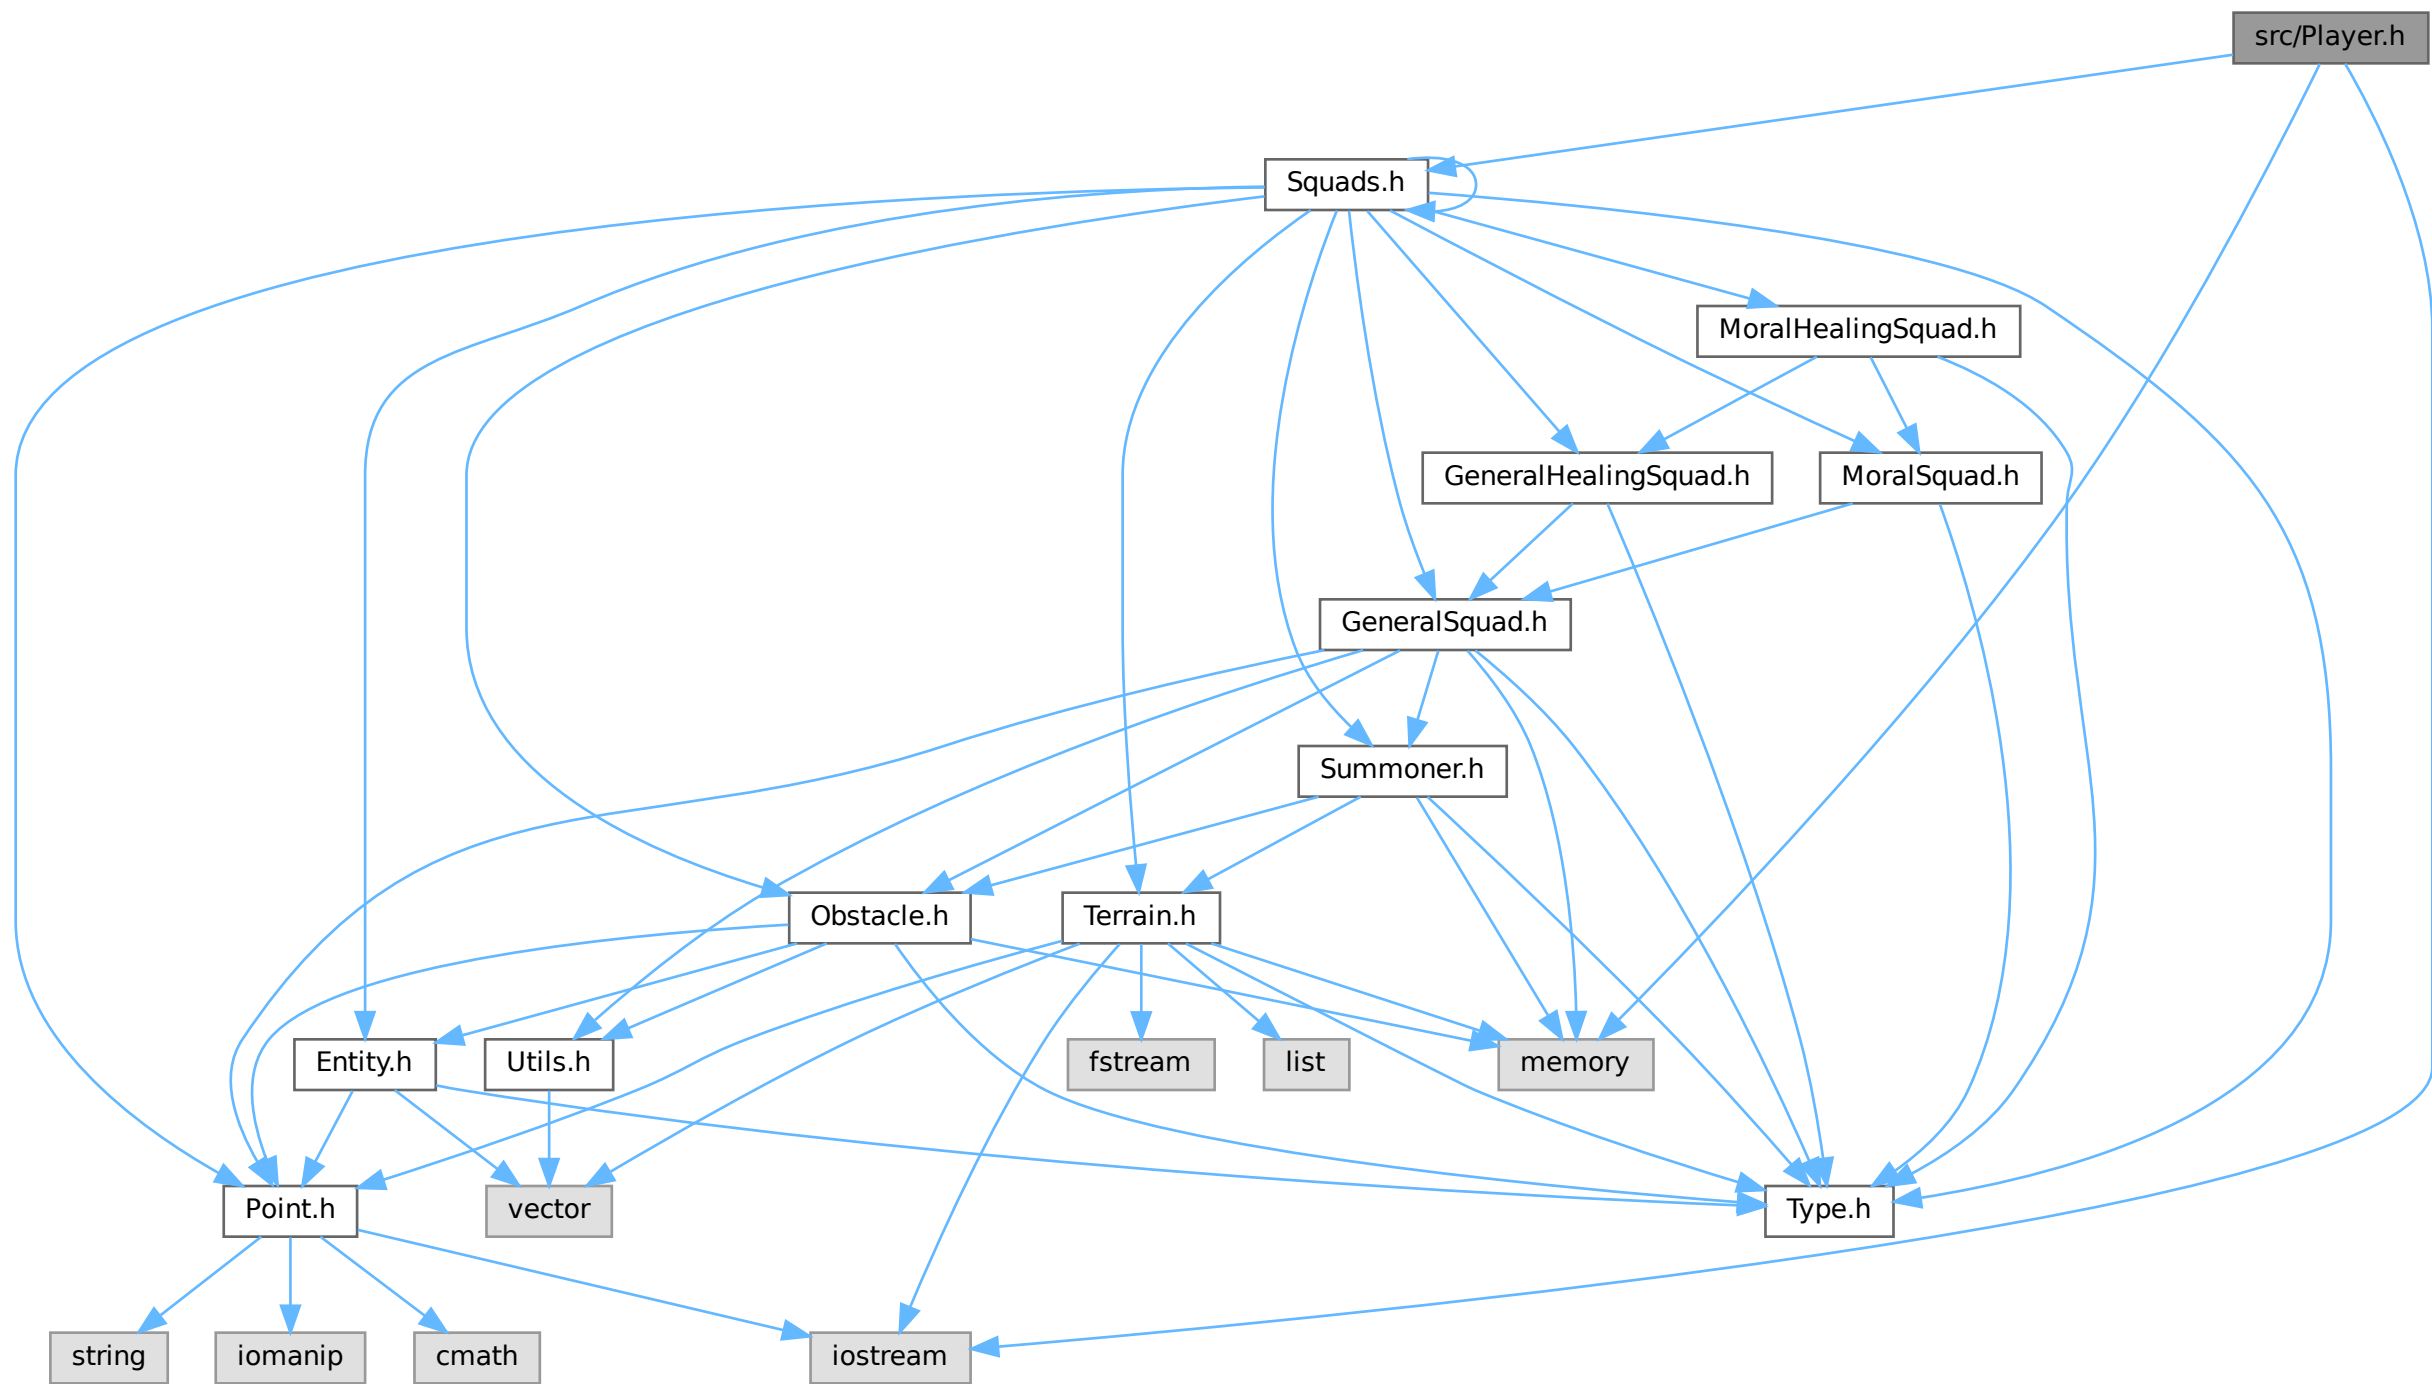 src/Player.h
Squads.h
MoralHealingSquad.h
GeneralHealingSquad.h
MoralSquad.h
GeneralSquad.h
Summoner.h
Obstacle.h
Terrain.h
Entity.h
Utils.h
fstream
list
memory
Point.h
vector
Type.h
string
iomanip
cmath
iostream